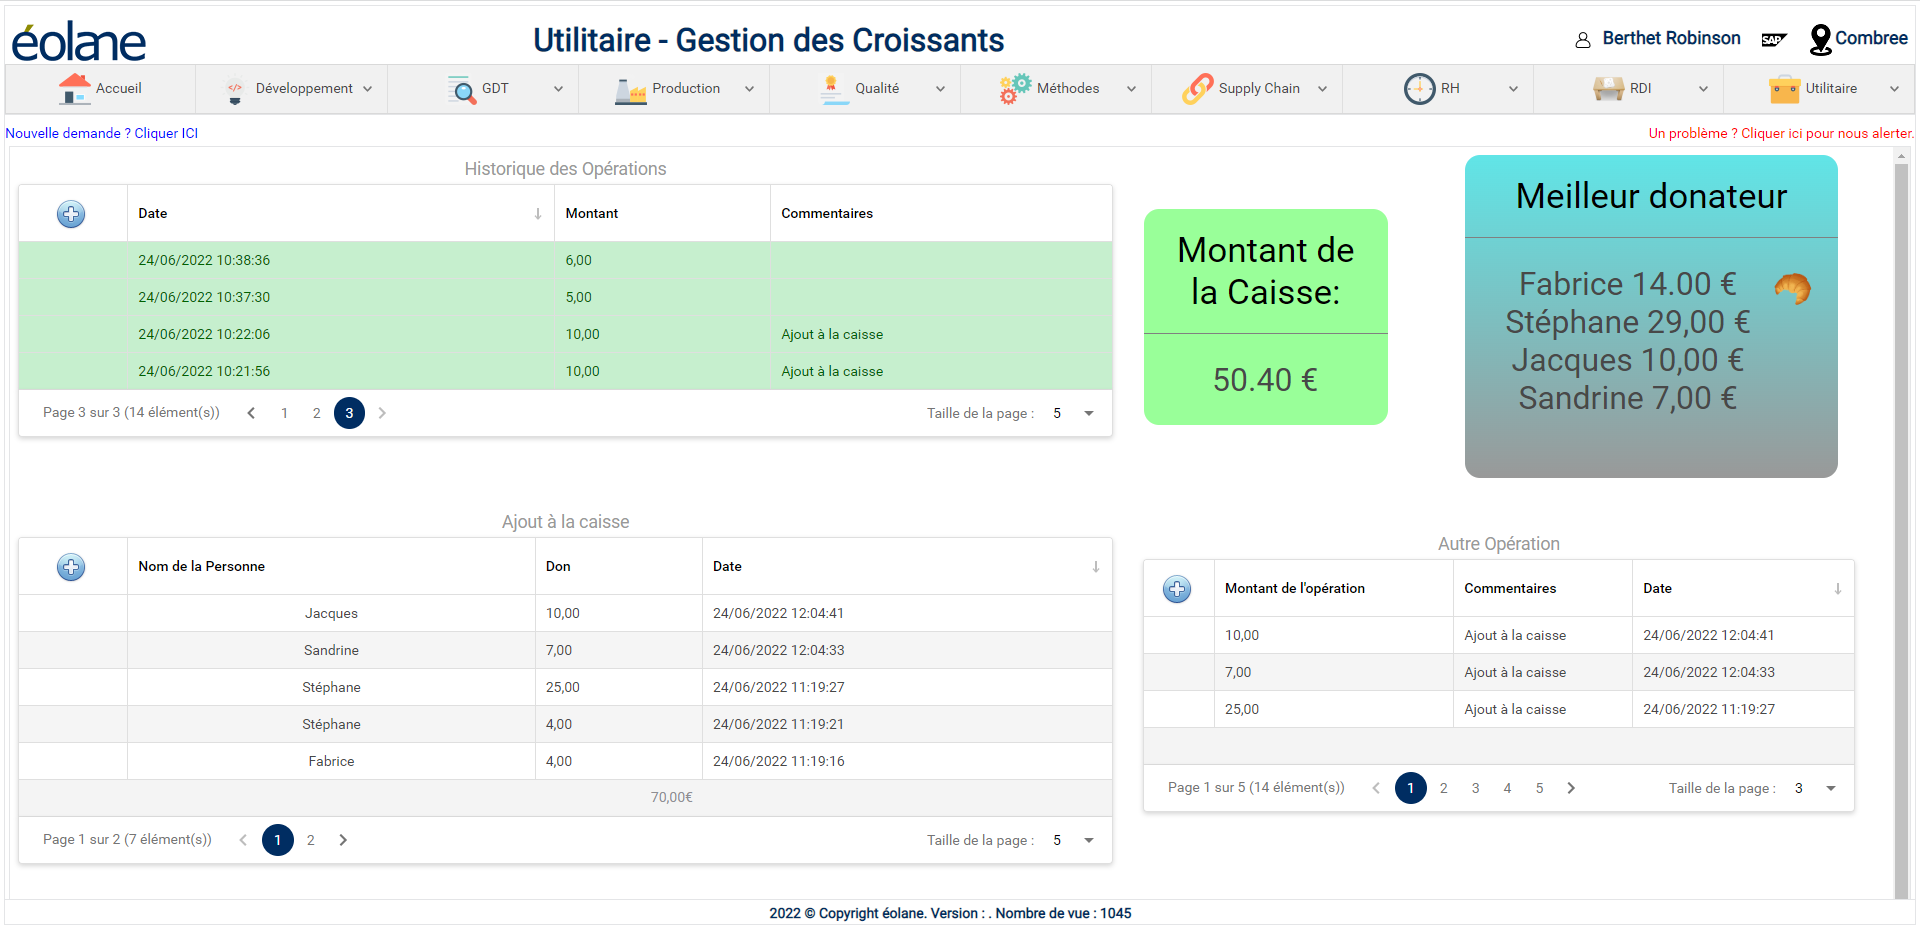 éolane
Utilitaire - Gestion des Croissants
Berthet Robinson
SAP
Combree
Accueil
Développement
GDT
Production
Qualité
Méthodes
Supply Chain
RH
RDI
Utilitaire
Nouvelle demande ? Cliquer ICI
Un problème ? Cliquer ici pour nous alerter.
Historique des Opérations
Date Montant Commentaires
24/06/2022 10:38:36 6,00
24/06/2022 10:37:30 5,00
24/06/2022 10:22:06 10,00 Ajout à la caisse
24/06/2022 10:21:56 10,00 Ajout à la caisse
Page 3 sur 3 (14 élément(s)) 1 2 3 Taille de la page : 5
Montant de
la Caisse:
50.40 €
Meilleur donateur
Fabrice 14.00 €
Stéphane 29,00 €
Jacques 10,00 €
Sandrine 7,00 €
Ajout à la caisse
Nom de la Personne Don Date
Jacques 10,00 24/06/2022 12:04:41
Sandrine 7,00 24/06/2022 12:04:33
Stéphane 25,00 24/06/2022 11:19:27
Stéphane 4,00 24/06/2022 11:19:21
Fabrice 4,00 24/06/2022 11:19:16
70,00€
Page 1 sur 2 (7 élément(s)) 1 2 Taille de la page : 5
Autre Opération
Montant de l'opération Commentaires Date
10,00 Ajout à la caisse 24/06/2022 12:04:41
7,00 Ajout à la caisse 24/06/2022 12:04:33
25,00 Ajout à la caisse 24/06/2022 11:19:27
Page 1 sur 5 (14 élément(s)) 1 2 3 4 5 Taille de la page : 3
2022 © Copyright éolane. Version : . Nombre de vue : 1045